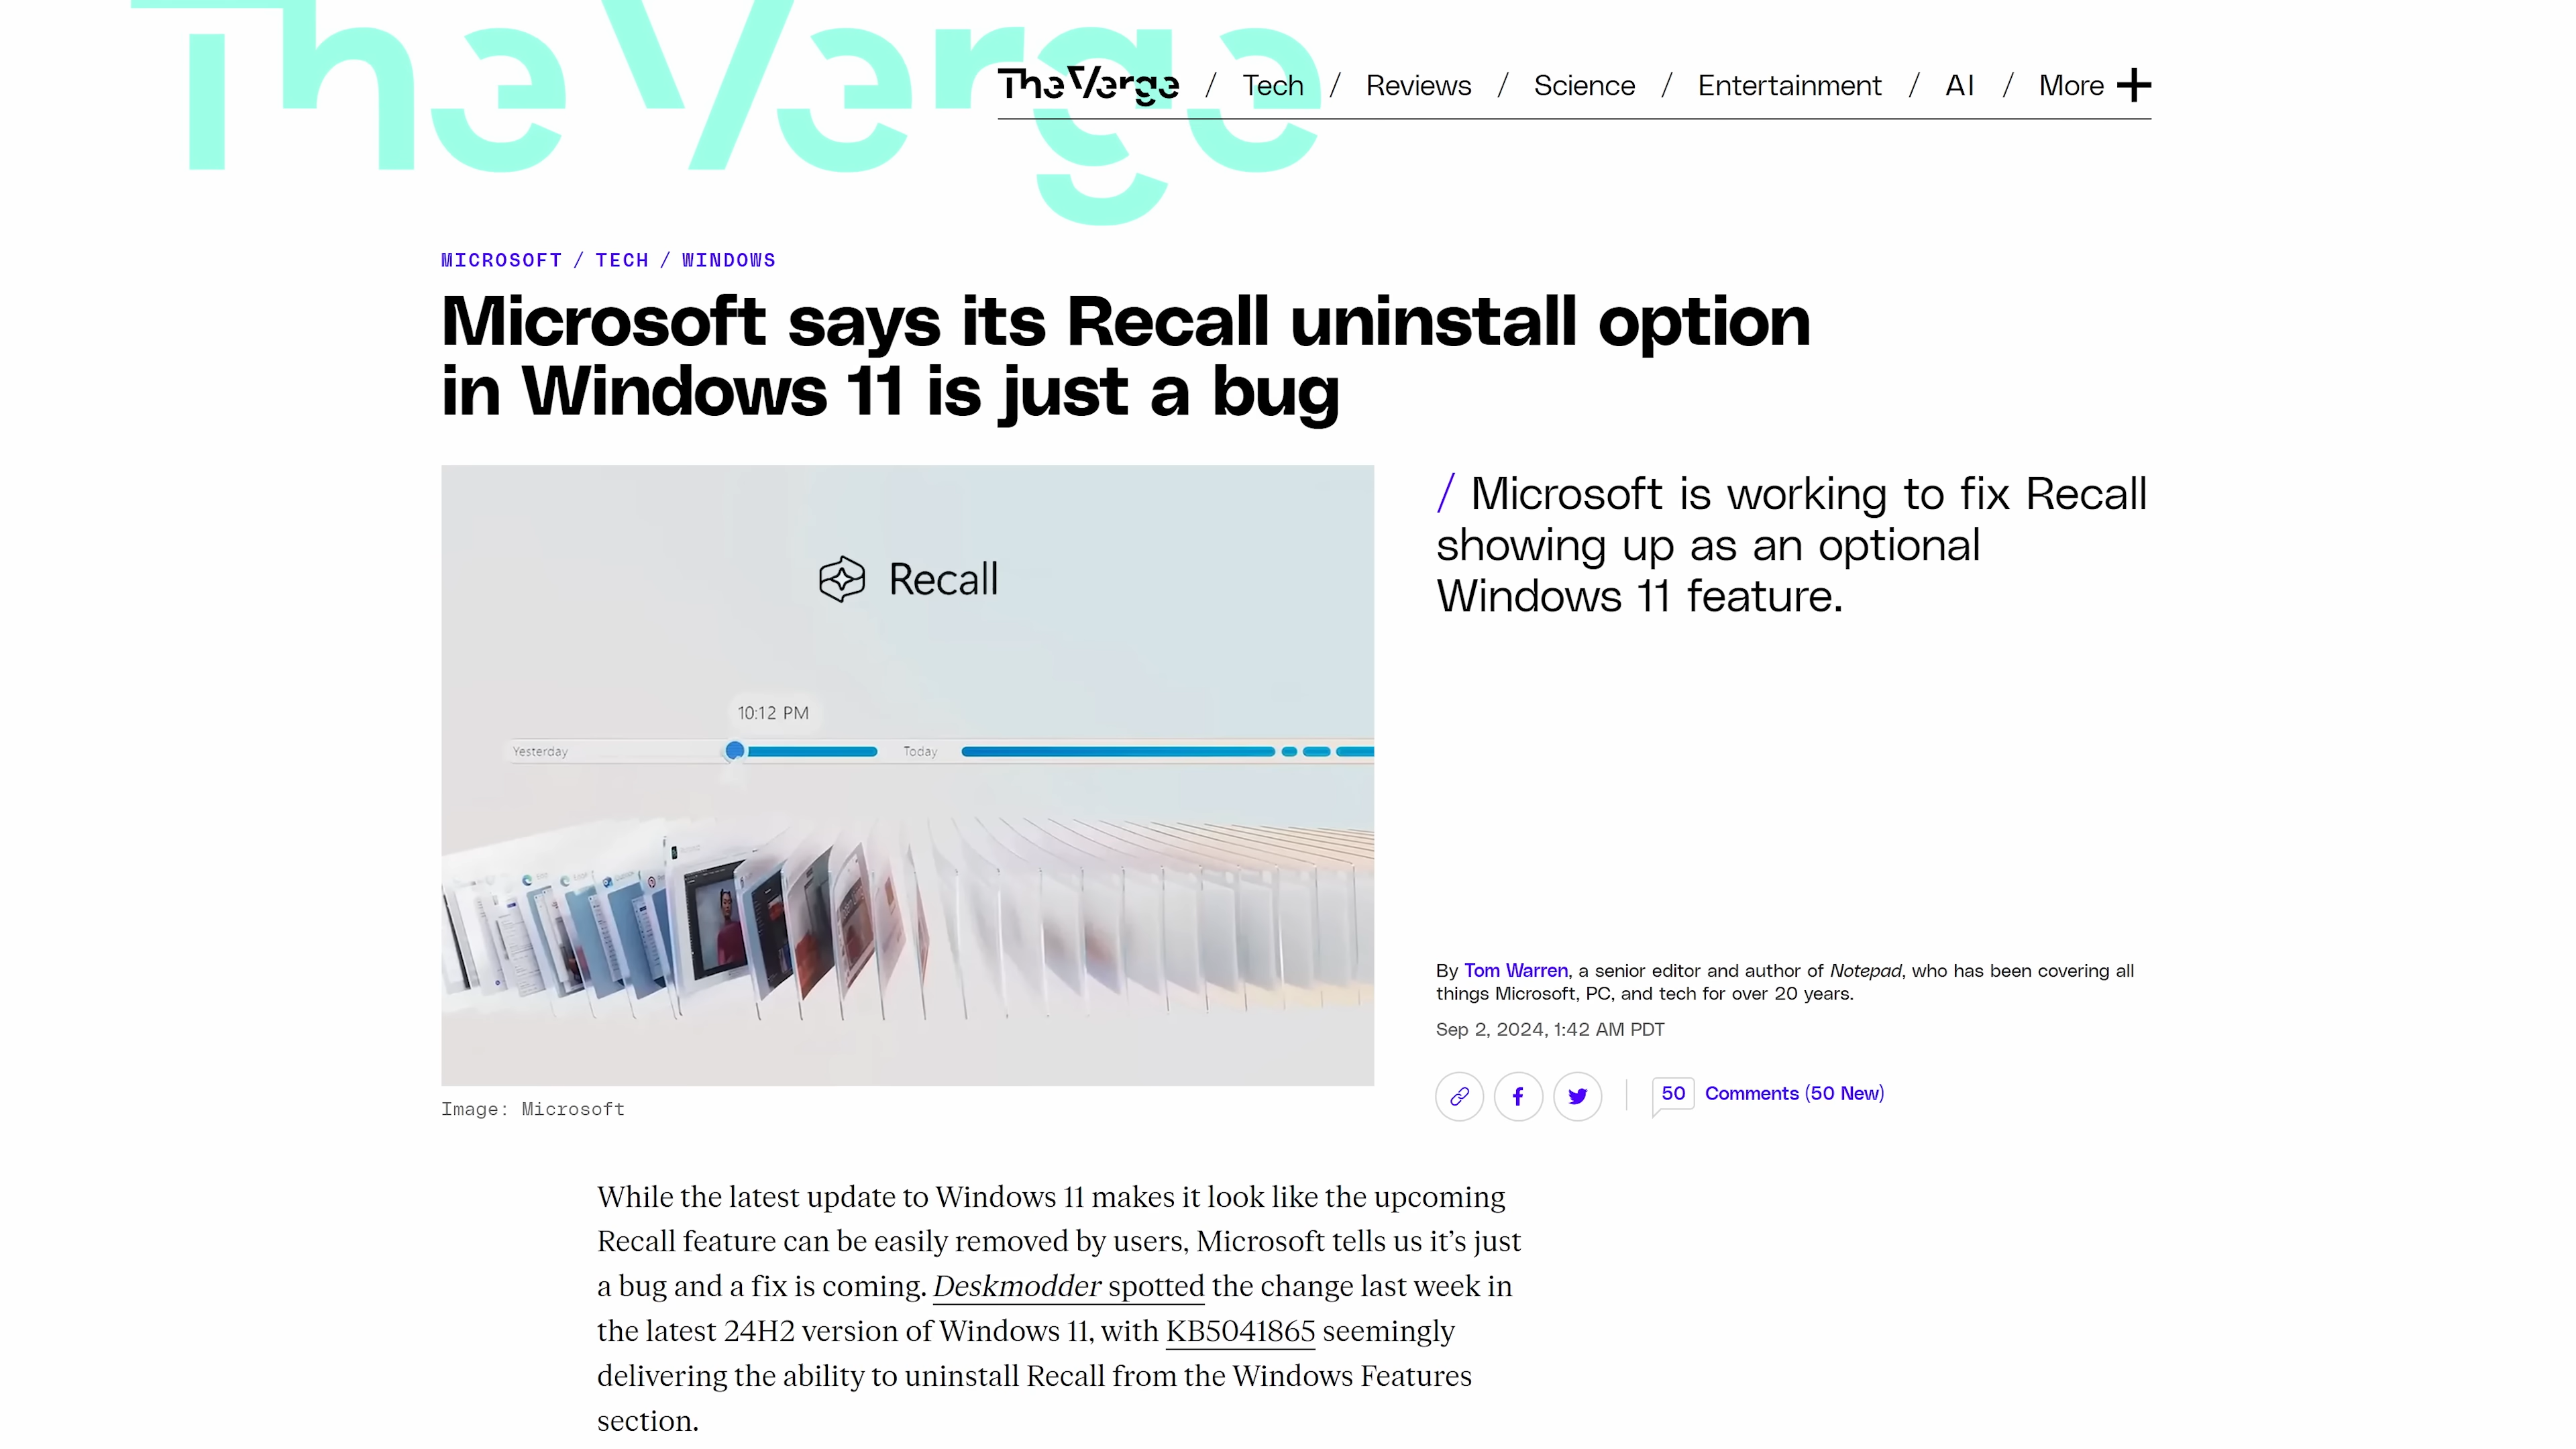 The Verge
The Verge / Tech / Reviews / Science / Entertainment / AI / More
MICROSOFT / TECH / WINDOWS
Microsoft says its Recall uninstall option
in Windows 11 is just a bug
Recall
10:12 PM
Yesterday
Today
Image: Microsoft
/ Microsoft is working to fix Recall
showing up as an optional
Windows 11 feature.
By Tom Warren, a senior editor and author of Notepad, who has been covering all
things Microsoft, PC, and tech for over 20 years.
Sep 2, 2024, 1:42 AM PDT
50 Comments (50 New)
While the latest update to Windows 11 makes it look like the upcoming
Recall feature can be easily removed by users, Microsoft tells us it’s just
a bug and a fix is coming. Deskmodder spotted the change last week in
the latest 24H2 version of Windows 11, with KB5041865 seemingly
delivering the ability to uninstall Recall from the Windows Features
section.